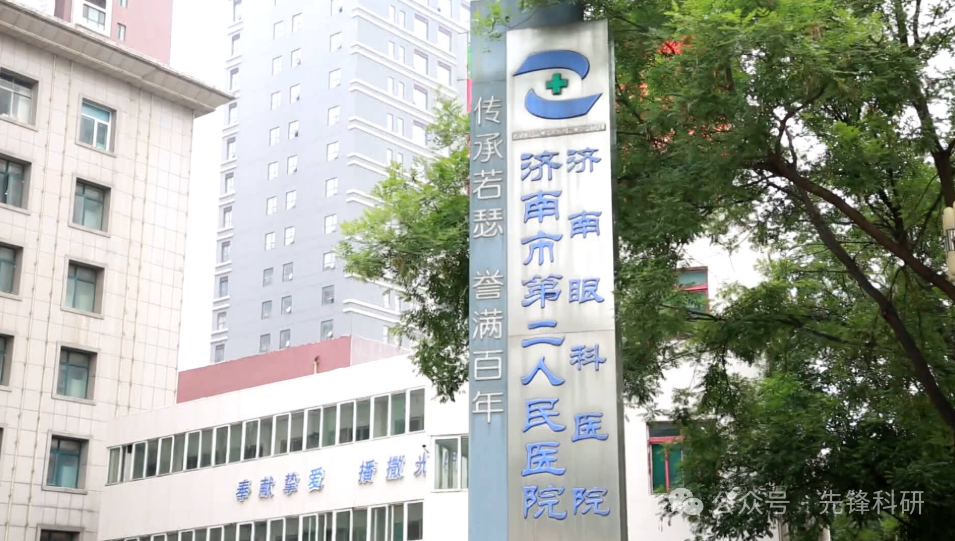 传承若瑟 誉满百年
济南市第二人民医院
济南眼科医院
奉献挚爱 播撒光
公众号：先锋科研